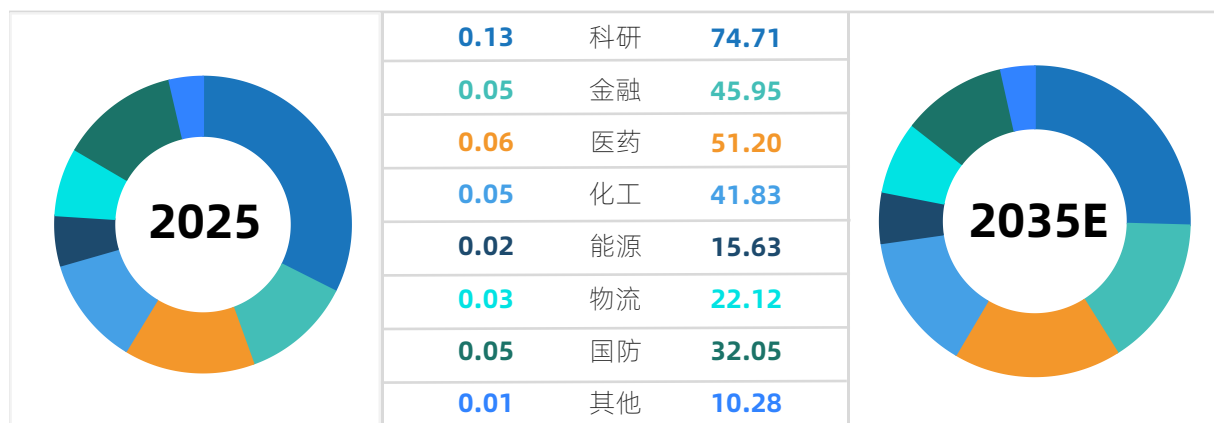 2025
0.13 科研 74.71
0.05 金融 45.95
0.06 医药 51.20
0.05 化工 41.83
0.02 能源 15.63
0.03 物流 22.12
0.05 国防 32.05
0.01 其他 10.28
2035E